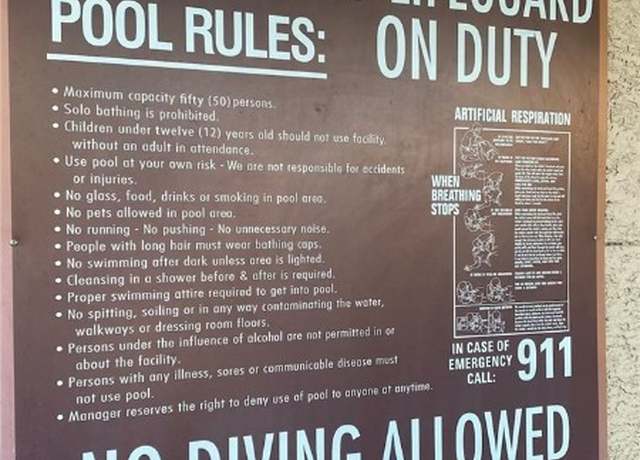 LIFEGUARD
POOL RULES:
ON DUTY
• Maximum capacity fifty (50) persons.
• Solo bathing is prohibited.
• Children under twelve (12) years old should not use facility.
without an adult in attendance.
• Use pool at your own risk - We are not responsible for accidents
or injuries.
• No glass, food, drinks or smoking in pool area.
• No pets allowed in pool area.
• No running - No pushing - No unnecessary noise.
• People with long hair must wear bathing caps.
• No swimming after dark unless area is lighted.
• Cleansing in a shower before & after is required.
• Proper swimming attire required to get into pool.
• No spitting, soiling or in any way contaminating the water,
walkways or dressing room floors.
• Persons under the influence of alcohol are not permitted in or
about the facility.
• Persons with any illness, sores or communicable disease must
not use pool.
• Manager reserves the right to deny use of pool to anyone at anytime.
ARTIFICIAL RESPIRATION
WHEN
BREATHING
STOPS
IN CASE OF
EMERGENCY
CALL:
911
NO DIVING ALLOWED